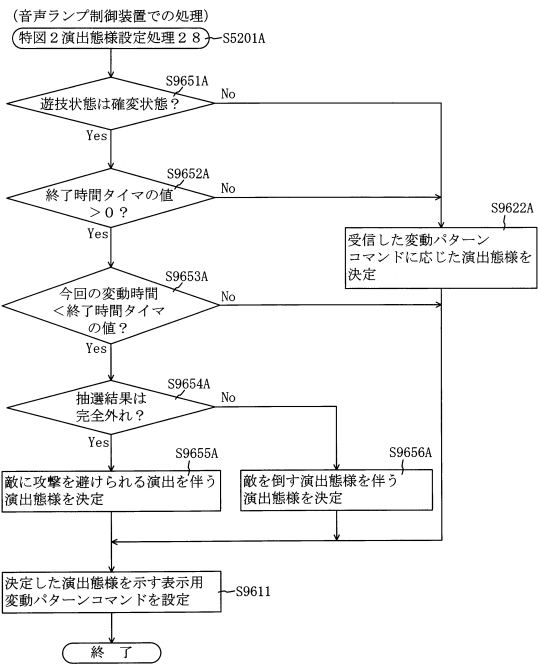 (音声ランプ制御装置での処理)
特図２演出態様設定処理２８
S5201A
S9651A
遊技状態は確変状態？
No
Yes
S9652A
終了時間タイマの値
＞０？
No
Yes
S9622A
受信した変動パターン
コマンドに応じた演出態様を
決定
S9653A
今回の変動時間
＜終了時間タイマ
の値？
No
Yes
S9654A
抽選結果は
完全外れ？
No
Yes
S9655A
敵に攻撃を避けられる演出を伴う
演出態様を決定
S9656A
敵を倒す演出態様を伴う
演出態様を決定
決定した演出態様を示す表示用
変動パターンコマンドを設定
S9611
終　了